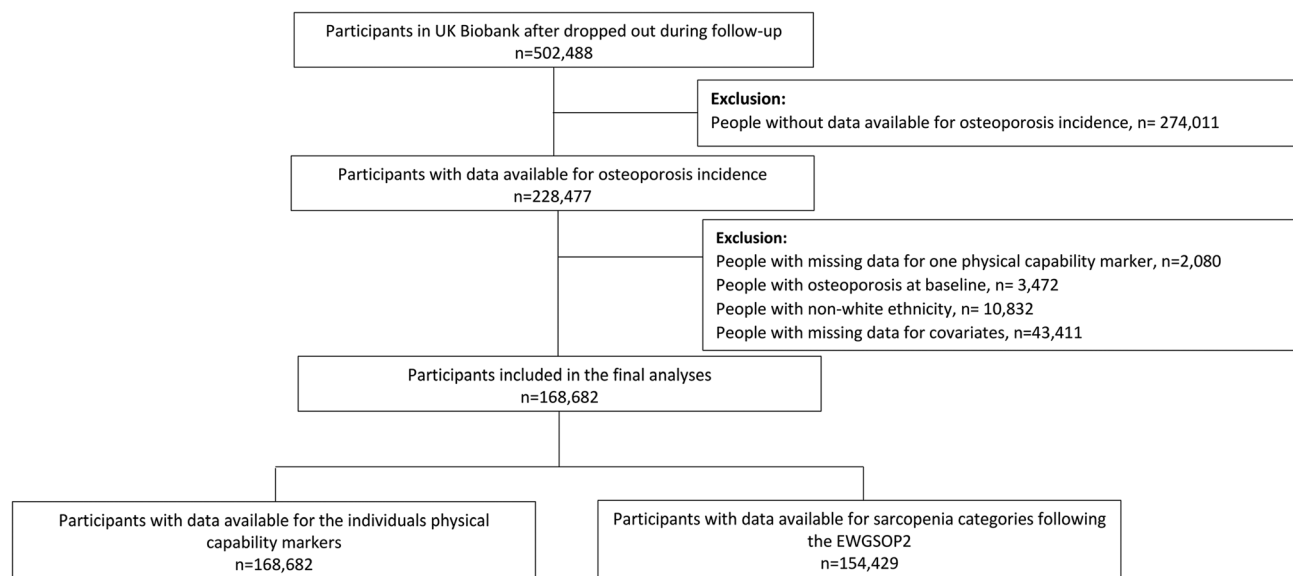 Participants in UK Biobank after dropped out during follow-up
n=502,488
Exclusion:
People without data available for osteoporosis incidence, n= 274,011
Participants with data available for osteoporosis incidence
n=228,477
Exclusion:
People with missing data for one physical capability marker, n=2,080
People with osteoporosis at baseline, n= 3,472
People with non-white ethnicity, n= 10,832
People with missing data for covariates, n=43,411
Participants included in the final analyses
n=168,682
Participants with data available for the individuals physical
capability markers
n=168,682
Participants with data available for sarcopenia categories following
the EWGSOP2
n=154,429